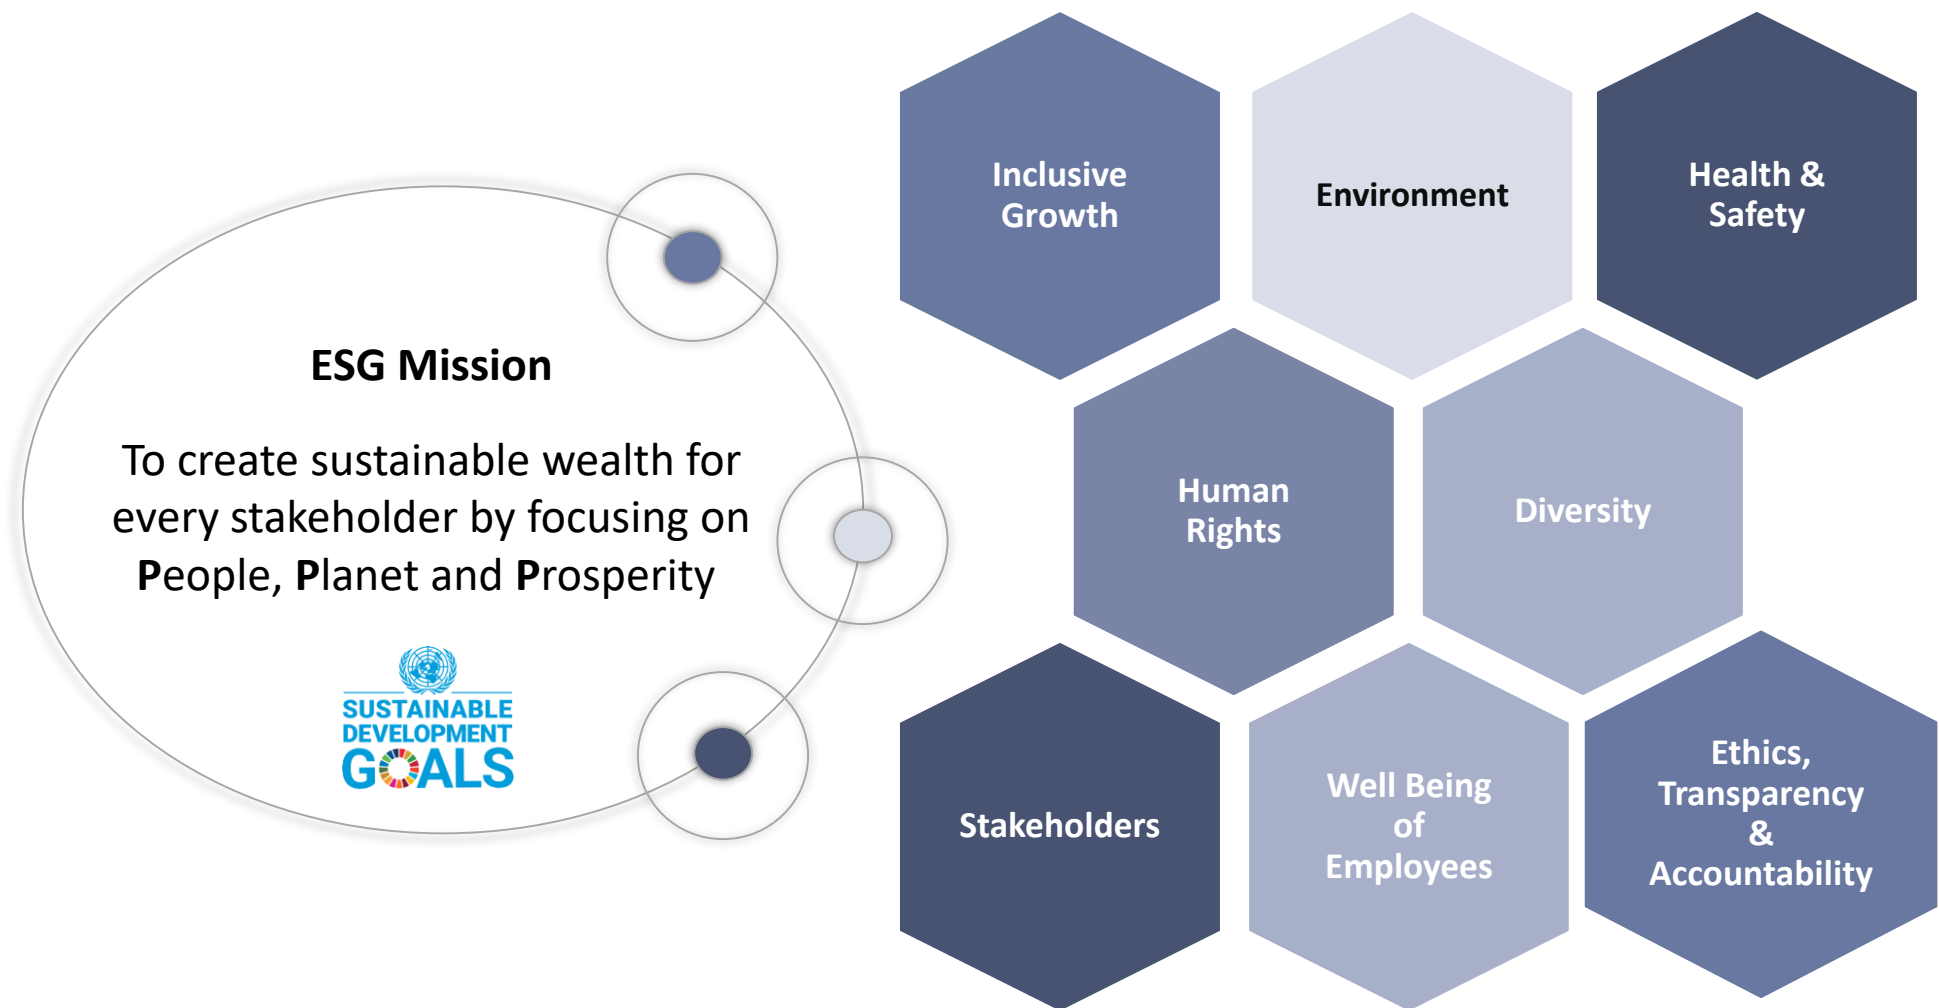 ESG Mission
To create sustainable wealth for
every stakeholder by focusing on
People, Planet and Prosperity
SUSTAINABLE
DEVELOPMENT
GOALS
Inclusive
Growth
Environment
Health &
Safety
Human
Rights
Diversity
Stakeholders
Well Being
of
Employees
Ethics,
Transparency
&
Accountability